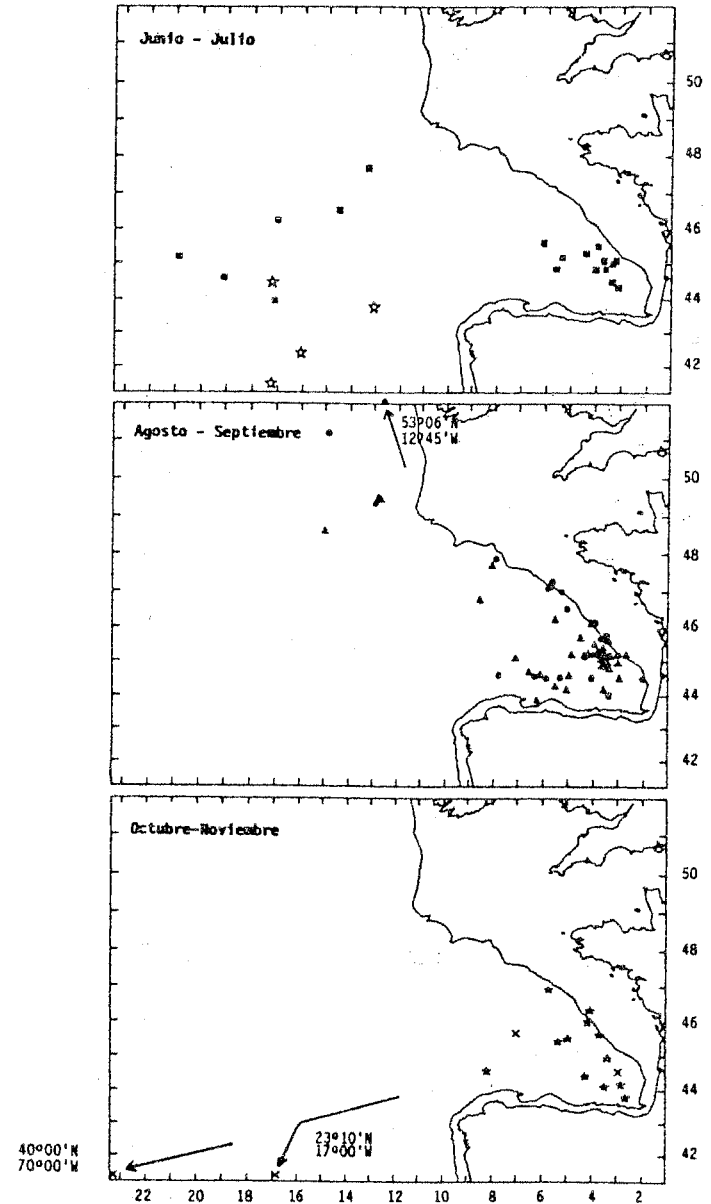 Junio - Julio
50
48
46
44
42
Agosto - Septiembre
53º06'N
12º45'W
50
48
46
44
42
Octubre-Noviembre
50
48
46
44
42
23º10'N
17º00'W
40º00'N
70º00'W
22 20 18 16 14 12 10 8 6 4 2